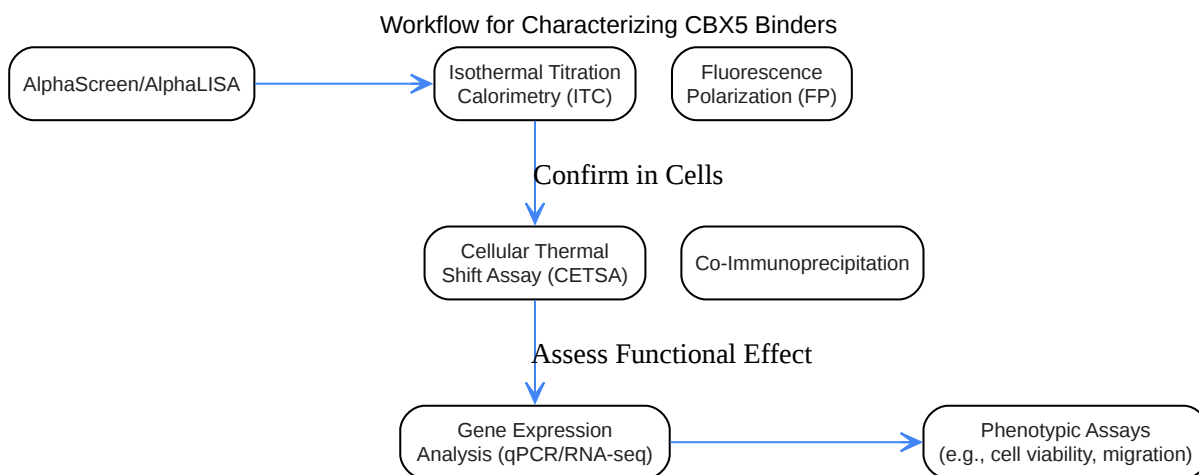 Workflow for Characterizing CBX5 Binders
AlphaScreen/AlphaLISA
Isothermal Titration
Calorimetry (ITC)
Fluorescence
Polarization (FP)
Confirm in Cells
Cellular Thermal
Shift Assay (CETSA)
Co-Immunoprecipitation
Assess Functional Effect
Gene Expression
Analysis (qPCR/RNA-seq)
Phenotypic Assays
(e.g., cell viability, migration)